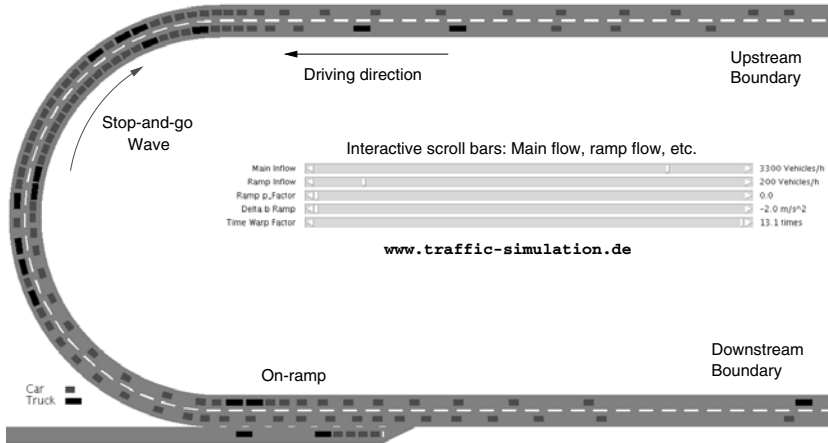 Upstream
Boundary
Driving direction
Stop-and-go
Wave
Interactive scroll bars: Main flow, ramp flow, etc.
Main Inflow 3300 Vehicles/h
Ramp Inflow 200 Vehicles/h
Ramp p_Factor 0.0
Delta b Ramp -2.0 m/s^2
Time Warp Factor 13.1 times
www.traffic-simulation.de
Downstream
Boundary
On-ramp
Car
Truck